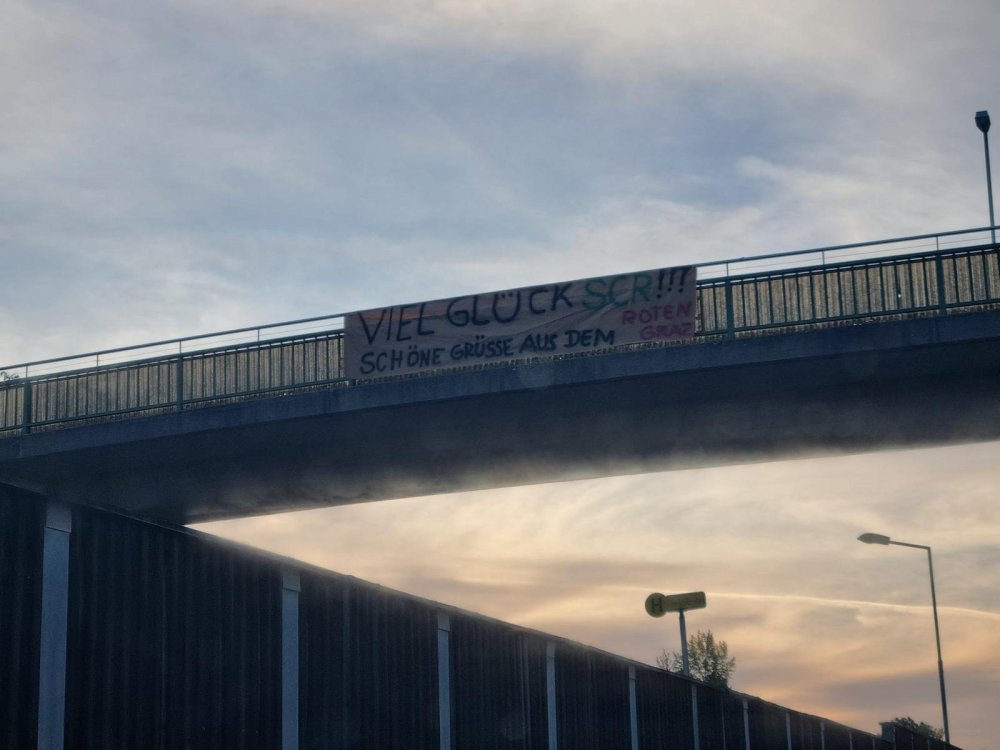 VIEL GLÜCK SCR!!!
SCHÖNE GRÜSSE AUS DEM ROTEN GRAZ
H